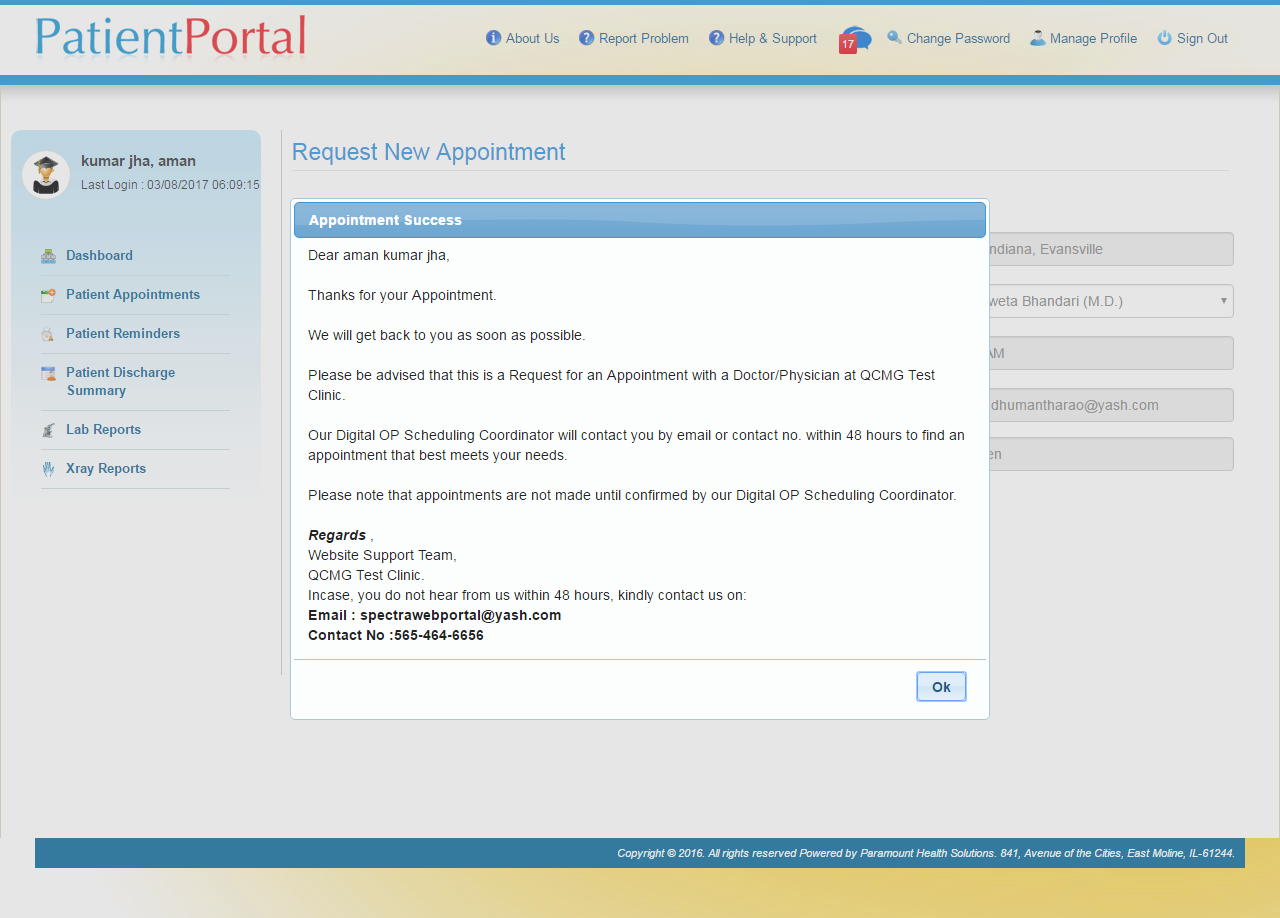 PatientPortal
About Us
Report Problem
Help & Support
17
Change Password
Manage Profile
Sign Out
kumar jha, aman
Last Login : 03/08/2017 06:09:15
Dashboard
Patient Appointments
Patient Reminders
Patient Discharge
Summary
Lab Reports
Xray Reports
Request New Appointment
Appointment Success
Dear aman kumar jha,
Thanks for your Appointment.
We will get back to you as soon as possible.
Please be advised that this is a Request for an Appointment with a Doctor/Physician at QCMG Test
Clinic.
Our Digital OP Scheduling Coordinator will contact you by email or contact no. within 48 hours to find an
appointment that best meets your needs.
Please note that appointments are not made until confirmed by our Digital OP Scheduling Coordinator.
Regards ,
Website Support Team,
QCMG Test Clinic.
Incase, you do not hear from us within 48 hours, kindly contact us on:
Email : spectrawebportal@yash.com
Contact No :565-464-6656
Ok
ndiana, Evansville
weta Bhandari (M.D.)
AM
dhumantharao@yash.com
en
Copyright © 2016. All rights reserved Powered by Paramount Health Solutions. 841, Avenue of the Cities, East Moline, IL-61244.